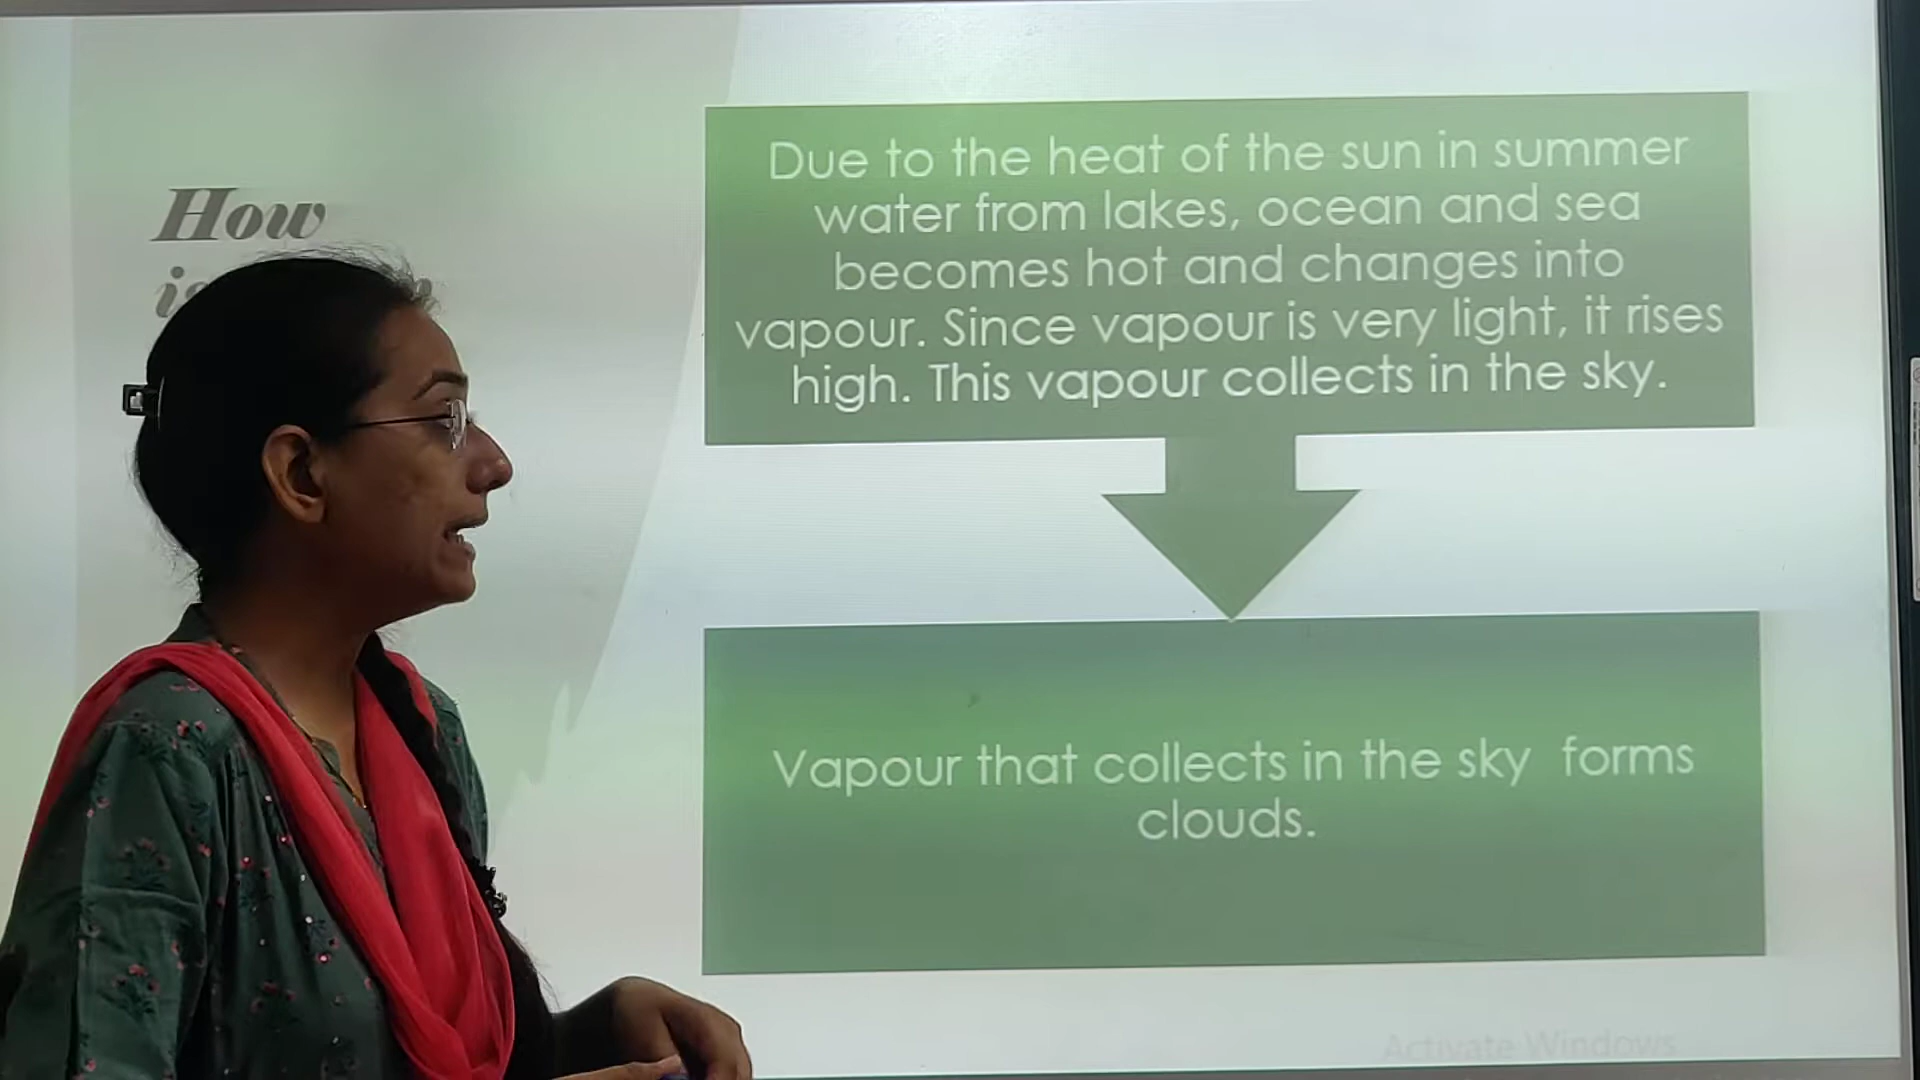 How
Due to the heat of the sun in summer
water from lakes, ocean and sea
becomes hot and changes into
vapour. Since vapour is very light, it rises
high. This vapour collects in the sky.
Vapour that collects in the sky forms
clouds.
Activate Windows